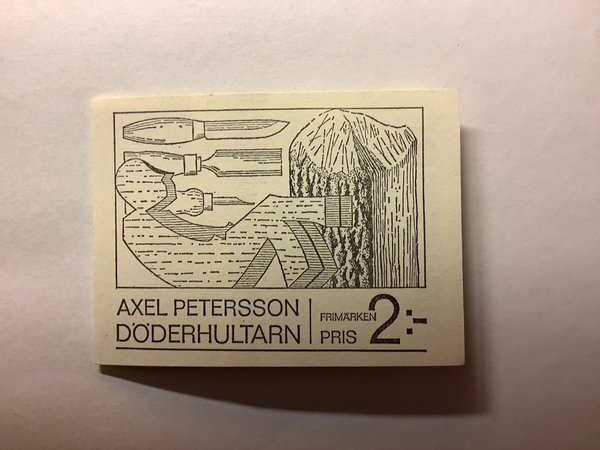 AXEL PETERSSON
DÖDERHULTARN
FRIMÄRKEN
PRIS 2:-